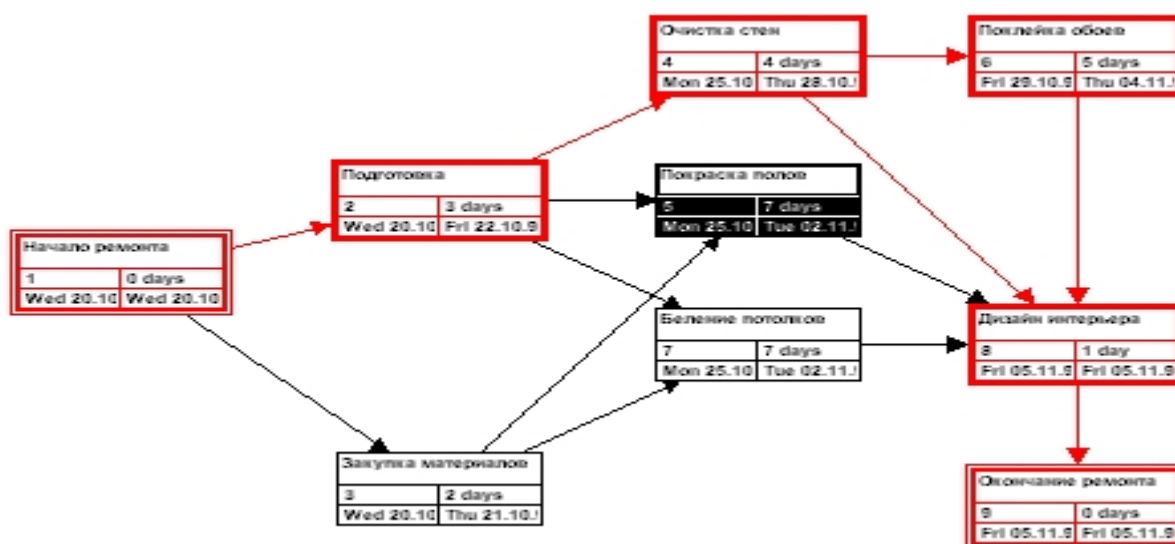 Очистка стен
4 4 days
Mon 25.10 Thu 28.10.
Поклейка обоев
6 5 days
Fri 29.10.9 Thu 04.11.
Подготовка
2 3 days
Wed 20.10 Fri 22.10.9
Покраска полов
5 7 days
Mon 25.10 Tue 02.11.
Начало ремонта
1 0 days
Wed 20.10 Wed 20.10
Беление потолков
7 7 days
Mon 25.10 Tue 02.11.
Дизайн интерьера
8 1 day
Fri 05.11.9 Fri 05.11.9
Закупка материалов
3 2 days
Wed 20.10 Thu 21.10.
Окончание ремонта
9 0 days
Fri 05.11.9 Fri 05.11.9